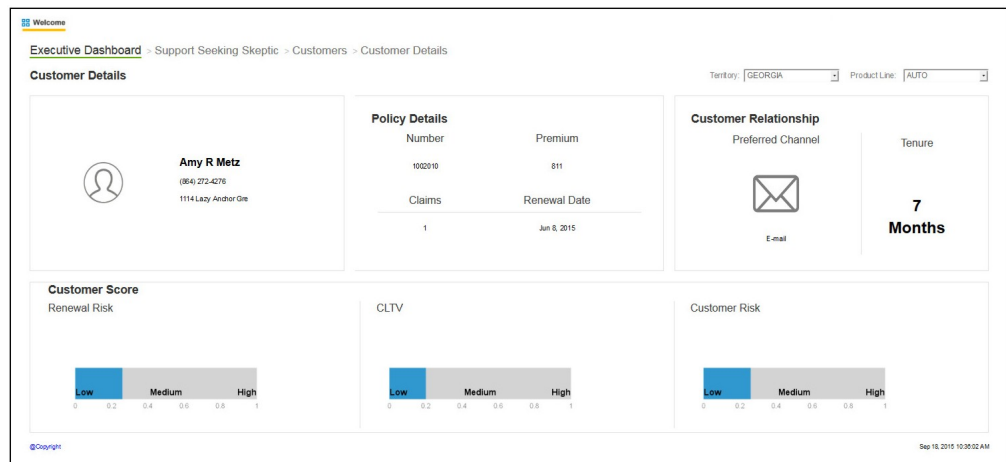 Welcome
Executive Dashboard > Support Seeking Skeptic > Customers > Customer Details
Customer Details
Territory: GEORGIA Product Line: AUTO
Amy R Metz
(864) 272-4276
1114 Lazy Anchor Gre
Policy Details
Number Premium
1002010 811
Claims Renewal Date
1 Jun 8, 2015
Customer Relationship
Preferred Channel
E-mail
Tenure
7
Months
Customer Score
Renewal Risk
Low Medium High
0 0.2 0.4 0.6 0.8 1
CLTV
Low Medium High
0 0.2 0.4 0.6 0.8 1
Customer Risk
Low Medium High
0 0.2 0.4 0.6 0.8 1
@Copyright
Sep 18, 2015 10:36:02 AM